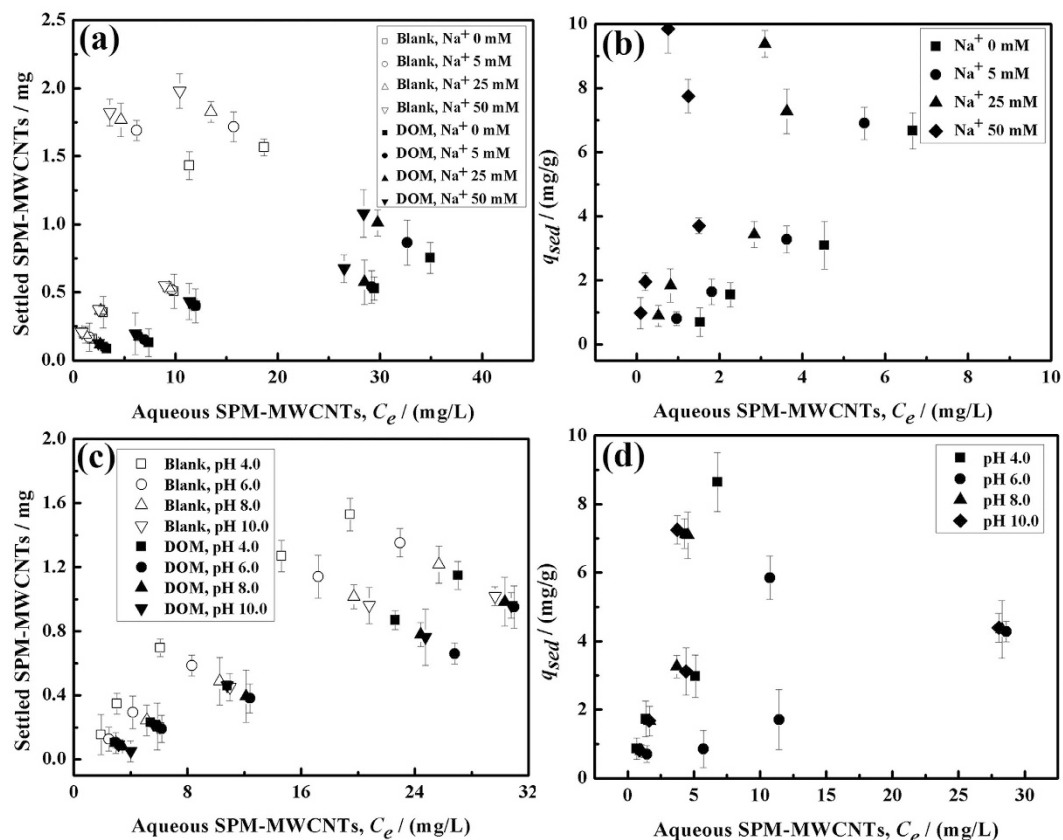 (a)
2.5
2.0
1.5
1.0
0.5
0.0
Settled SPM-MWCNTs / mg
Blank, Na⁺ 0 mM
Blank, Na⁺ 5 mM
Blank, Na⁺ 25 mM
Blank, Na⁺ 50 mM
DOM, Na⁺ 0 mM
DOM, Na⁺ 5 mM
DOM, Na⁺ 25 mM
DOM, Na⁺ 50 mM
0 10 20 30 40
Aqueous SPM-MWCNTs, Cₑ / (mg/L)
(b)
10
8
6
4
2
0
q_sed / (mg/g)
Na⁺ 0 mM
Na⁺ 5 mM
Na⁺ 25 mM
Na⁺ 50 mM
0 2 4 6 8 10
Aqueous SPM-MWCNTs, Cₑ / (mg/L)
(c)
2.0
1.6
1.2
0.8
0.4
0.0
Settled SPM-MWCNTs / mg
Blank, pH 4.0
Blank, pH 6.0
Blank, pH 8.0
Blank, pH 10.0
DOM, pH 4.0
DOM, pH 6.0
DOM, pH 8.0
DOM, pH 10.0
0 8 16 24 32
Aqueous SPM-MWCNTs, Cₑ / (mg/L)
(d)
10
8
6
4
2
0
q_sed / (mg/g)
pH 4.0
pH 6.0
pH 8.0
pH 10.0
0 5 10 15 20 25 30
Aqueous SPM-MWCNTs, Cₑ / (mg/L)